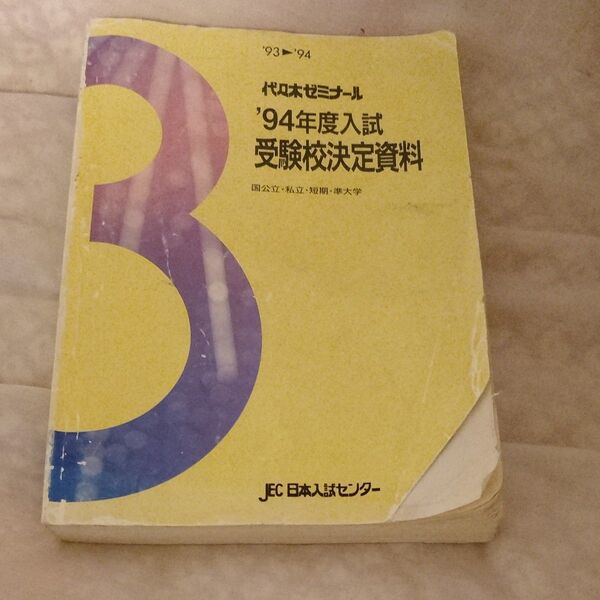 '93►'94
代々木ゼミナール
'94年度入試
受験校決定資料
国公立・私立・短期・準大学
3
JEC 日本入試センター